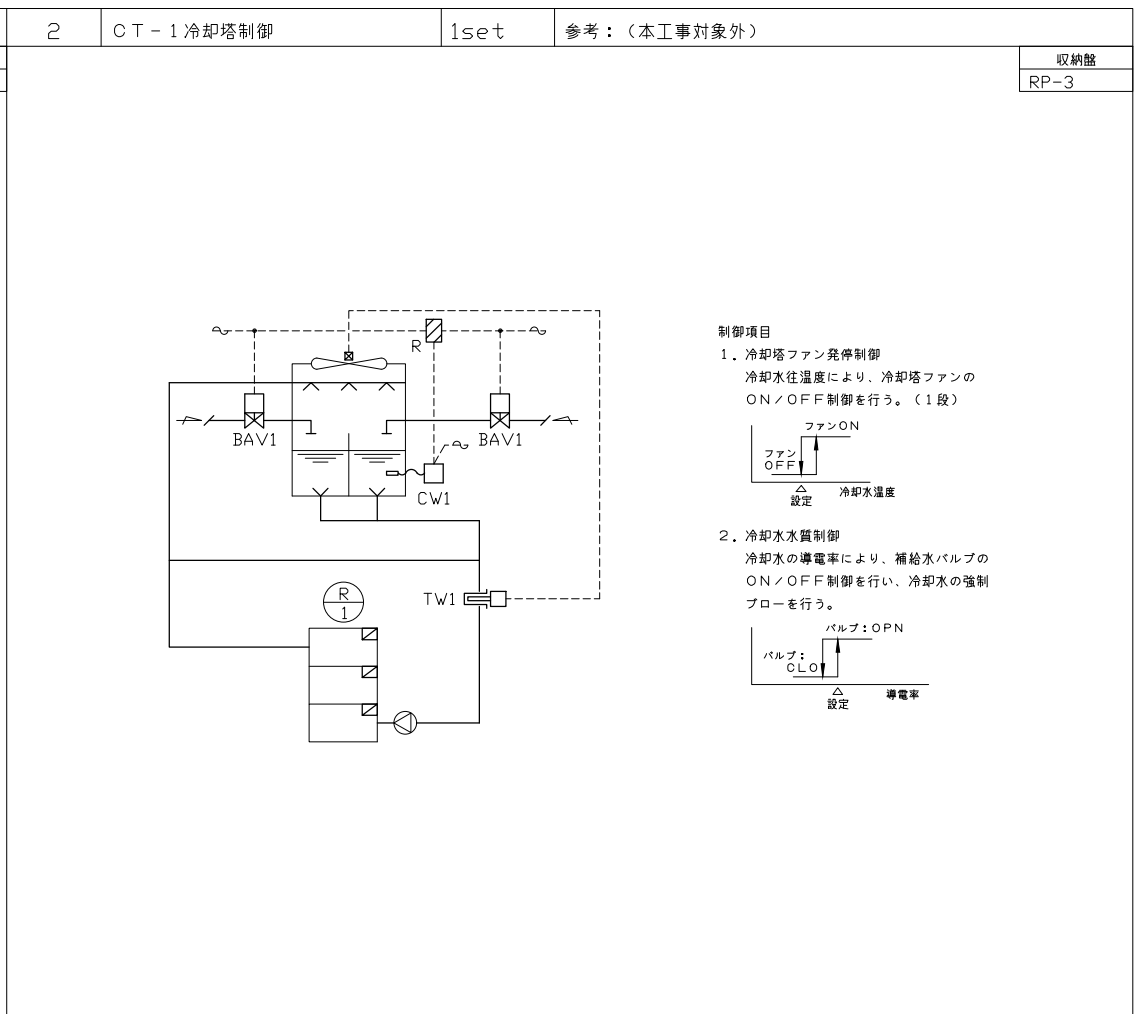 2 CT-1冷却塔制御 1set 参考：（本工事対象外）
収納盤
RP-3
R
BAV1
BAV1
CW1
TW1
R
1
制御項目
1．冷却塔ファン発停制御
冷却水往温度により、冷却塔ファンの
ON／OFF制御を行う。（1段）
ファンON
ファン
OFF
設定
冷却水温度
2．冷却水水質制御
冷却水の導電率により、補給水バルブの
ON／OFF制御を行い、冷却水の強制
ブローを行う。
バルブ：OPN
バルブ：
CLO
設定
導電率